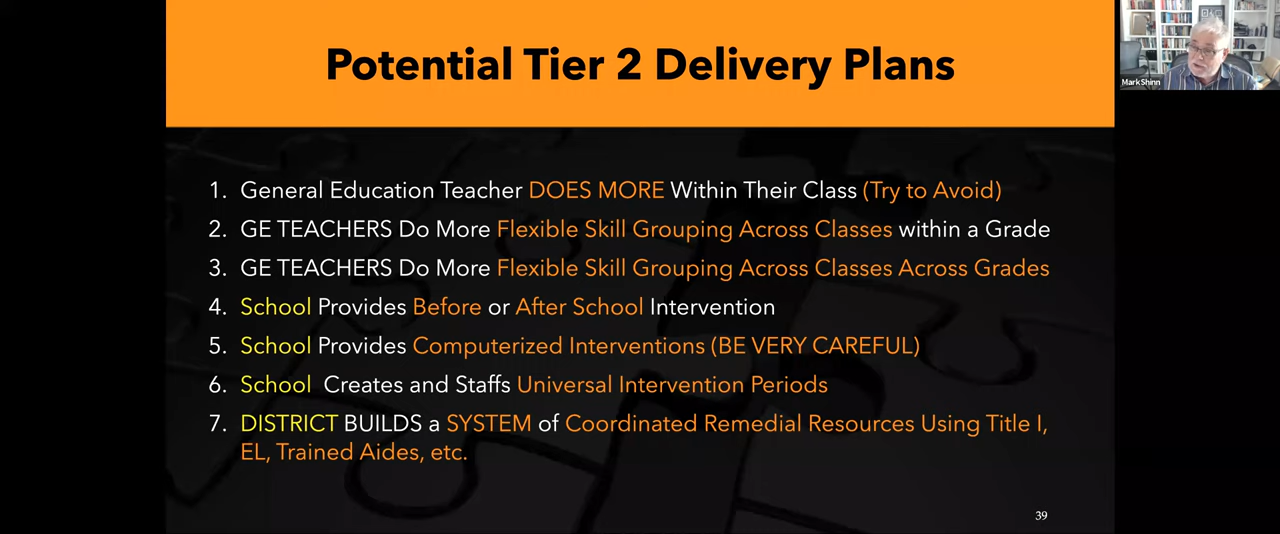 Potential Tier 2 Delivery Plans
Mark Shinn
1. General Education Teacher DOES MORE Within Their Class (Try to Avoid)
2. GE TEACHERS Do More Flexible Skill Grouping Across Classes within a Grade
3. GE TEACHERS Do More Flexible Skill Grouping Across Classes Across Grades
4. School Provides Before or After School Intervention
5. School Provides Computerized Interventions (BE VERY CAREFUL)
6. School Creates and Staffs Universal Intervention Periods
7. DISTRICT BUILDS a SYSTEM of Coordinated Remedial Resources Using Title I,
EL, Trained Aides, etc.
39